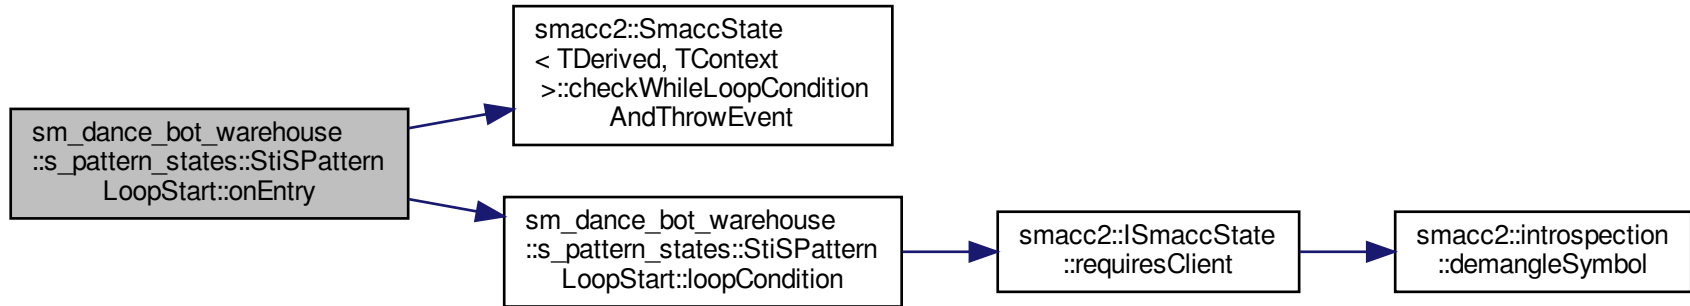 sm_dance_bot_warehouse
::s_pattern_states::StiSPattern
LoopStart::onEntry
smacc2::SmaccState
< TDerived, TContext
>::checkWhileLoopCondition
AndThrowEvent
sm_dance_bot_warehouse
::s_pattern_states::StiSPattern
LoopStart::loopCondition
smacc2::ISmaccState
::requiresClient
smacc2::introspection
::demangleSymbol